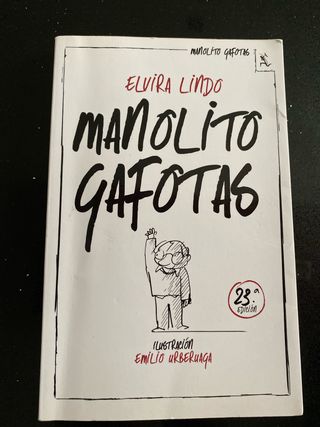 MANOLITO GAFOTAS
ELVIRA LINDO
MANOLITO
GAFOTAS
23.ª
EDICIÓN
ILUSTRACIÓN
EMILIO URBERUAGA